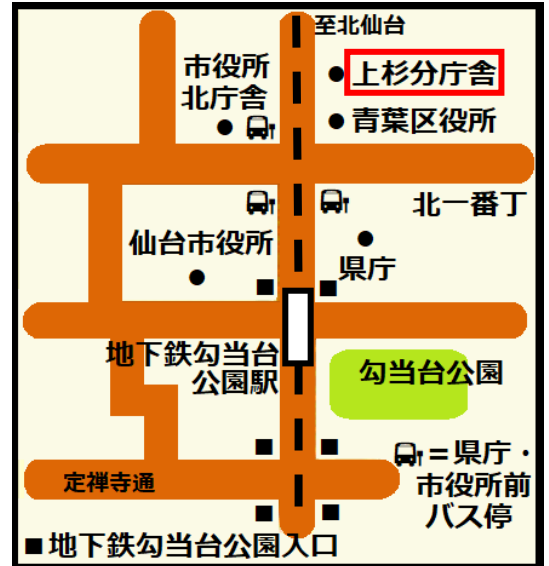 至北仙台
市役所
北庁舎
上杉分庁舎
青葉区役所
北一番丁
仙台市役所
県庁
地下鉄勾当台
公園駅
勾当台公園
定禅寺通
=県庁・
市役所前
バス停
■地下鉄勾当台公園入口